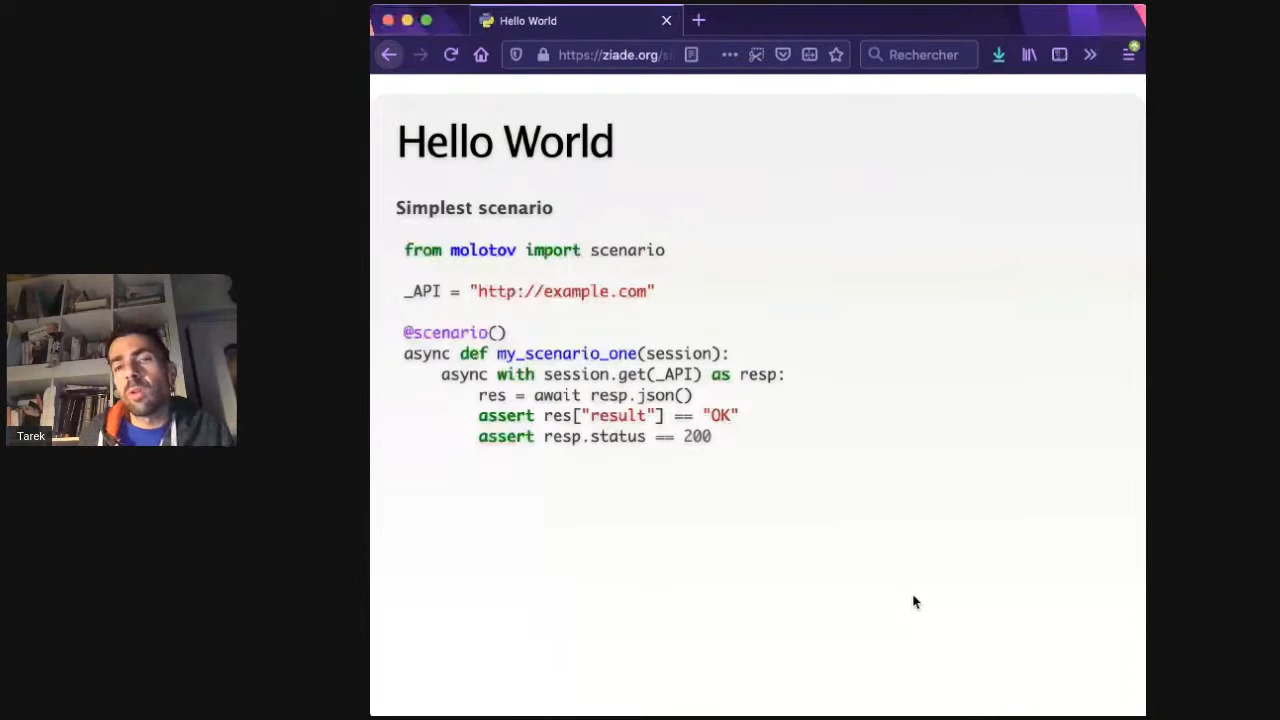 Hello World
https://ziade.org/sl
Rechercher
Hello World
Simplest scenario
from molotov import scenario
_API = "http://example.com"
@scenario()
async def my_scenario_one(session):
    async with session.get(_API) as resp:
        res = await resp.json()
        assert res["result"] == "OK"
        assert resp.status == 200
Tarek